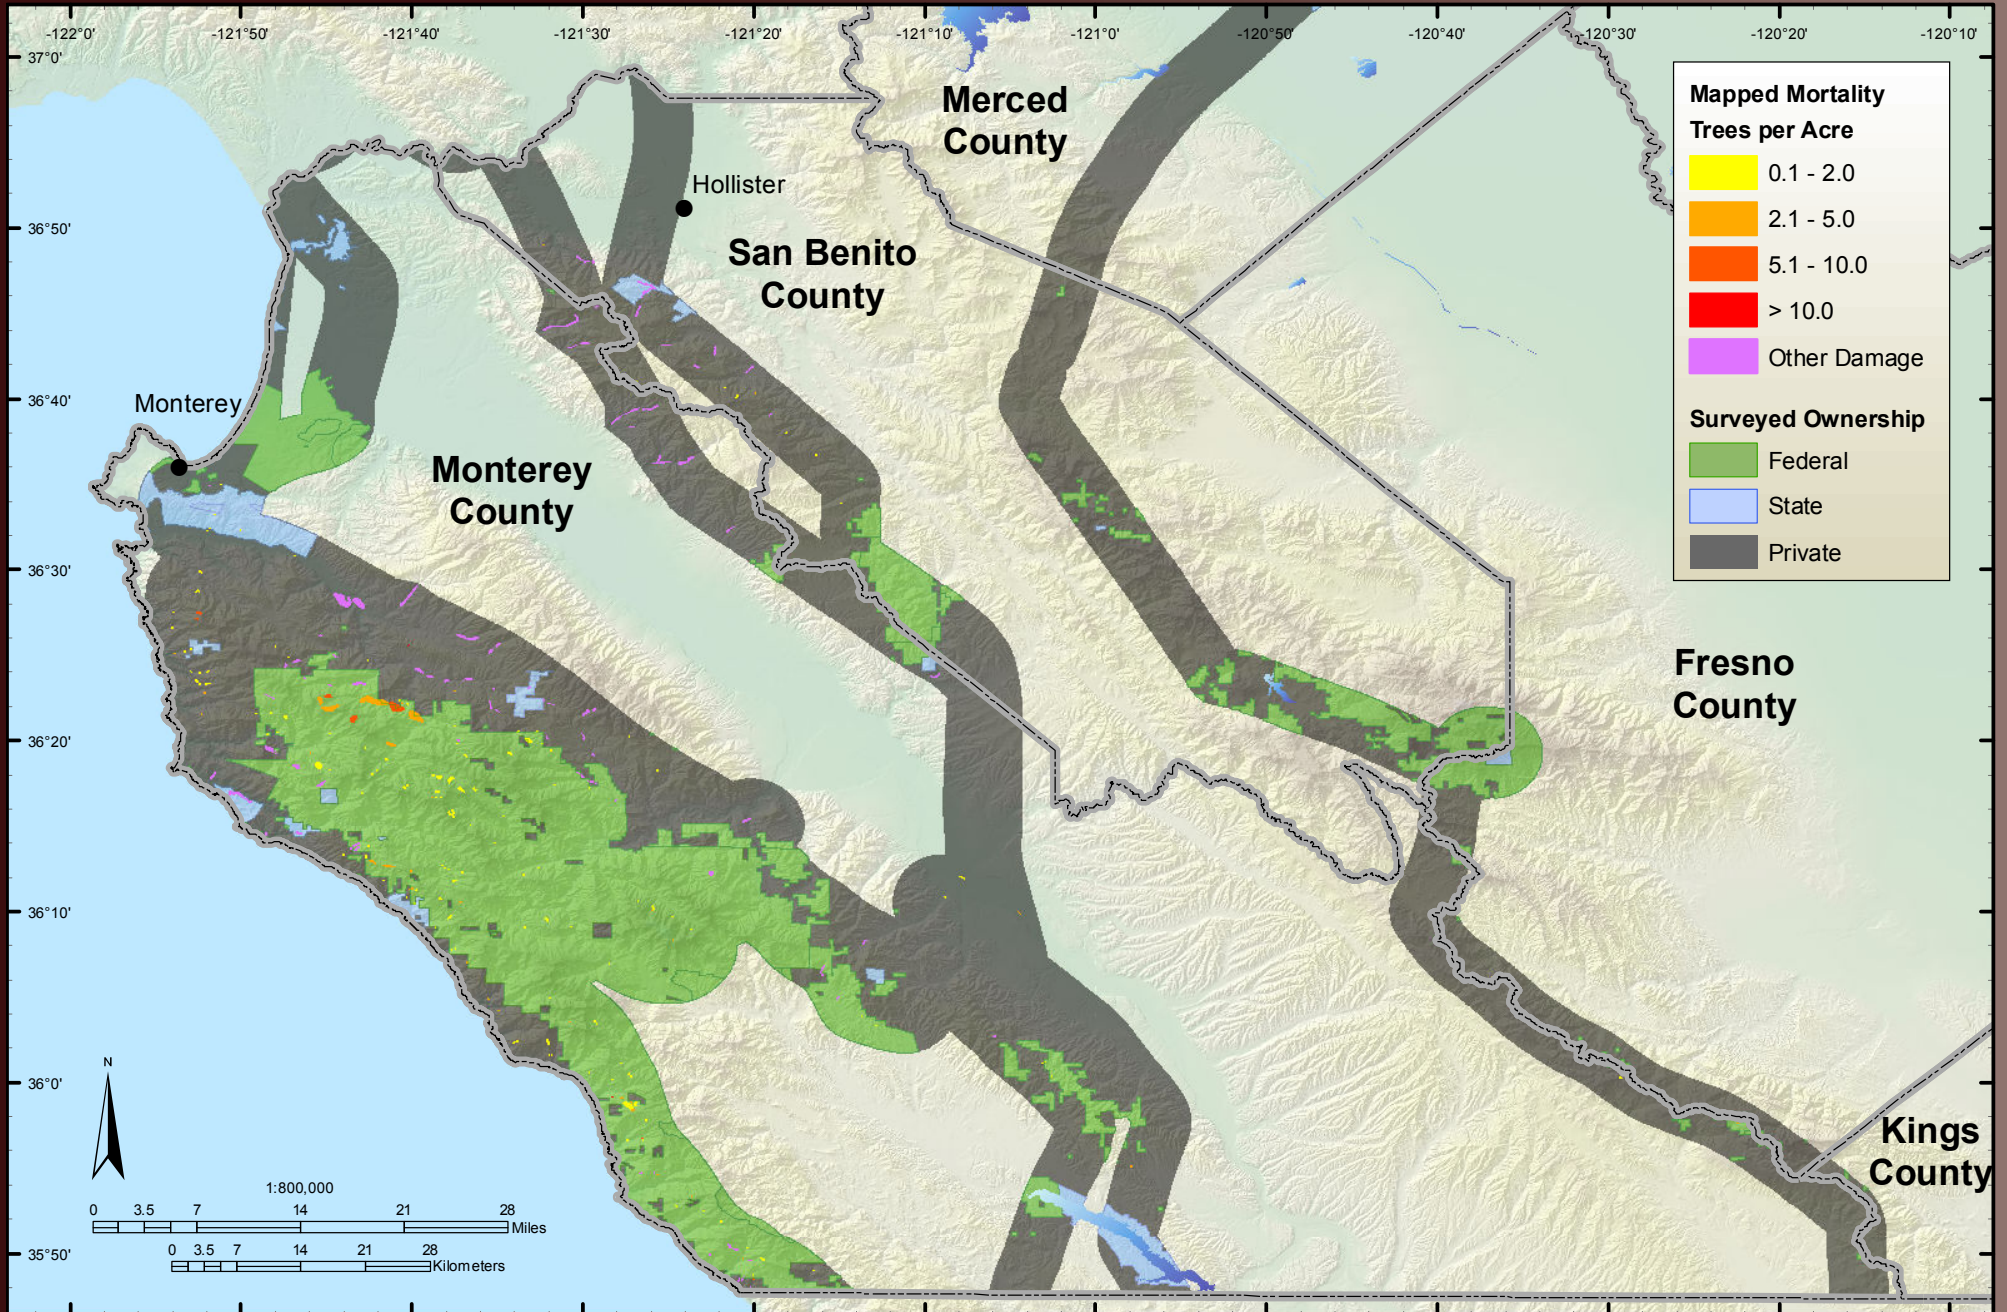 -122°0' -121°50' -121°40' -121°30' -121°20' -121°10' -121°0' -120°50' -120°40' -120°30' -120°20' -120°10'
37°0'
36°50'
36°40'
36°30'
36°20'
36°10'
36°0'
35°50'
Merced
County
Hollister
San Benito
County
Monterey
Monterey
County
Fresno
County
Kings
County
Mapped Mortality
Trees per Acre
0.1 - 2.0
2.1 - 5.0
5.1 - 10.0
> 10.0
Other Damage
Surveyed Ownership
Federal
State
Private
N
1:800,000
0 3.5 7 14 21 28
Miles
0 3.5 7 14 21 28
Kilometers